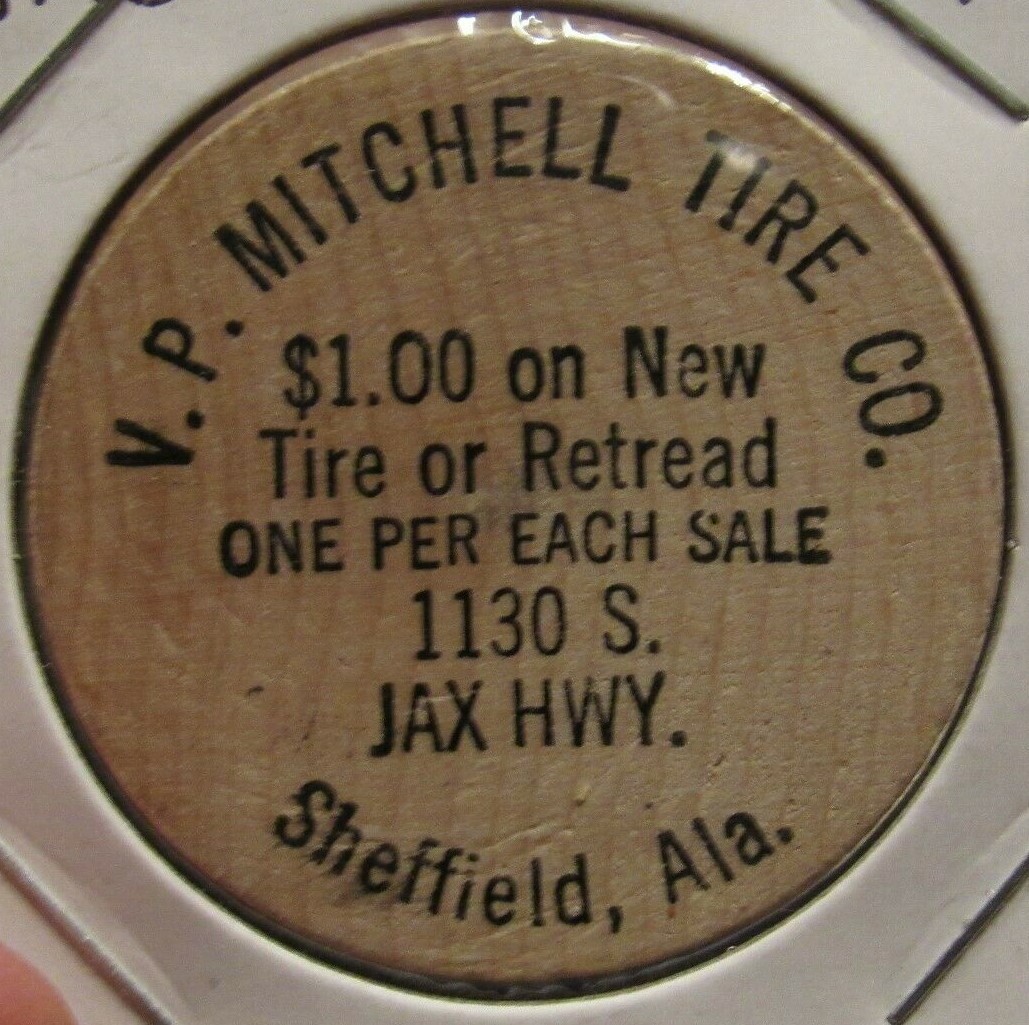 V. P. MITCHELL TIRE CO.
$1.00 on New
Tire or Retread
ONE PER EACH SALE
1130 S.
JAX HWY.
Sheffield, Ala.